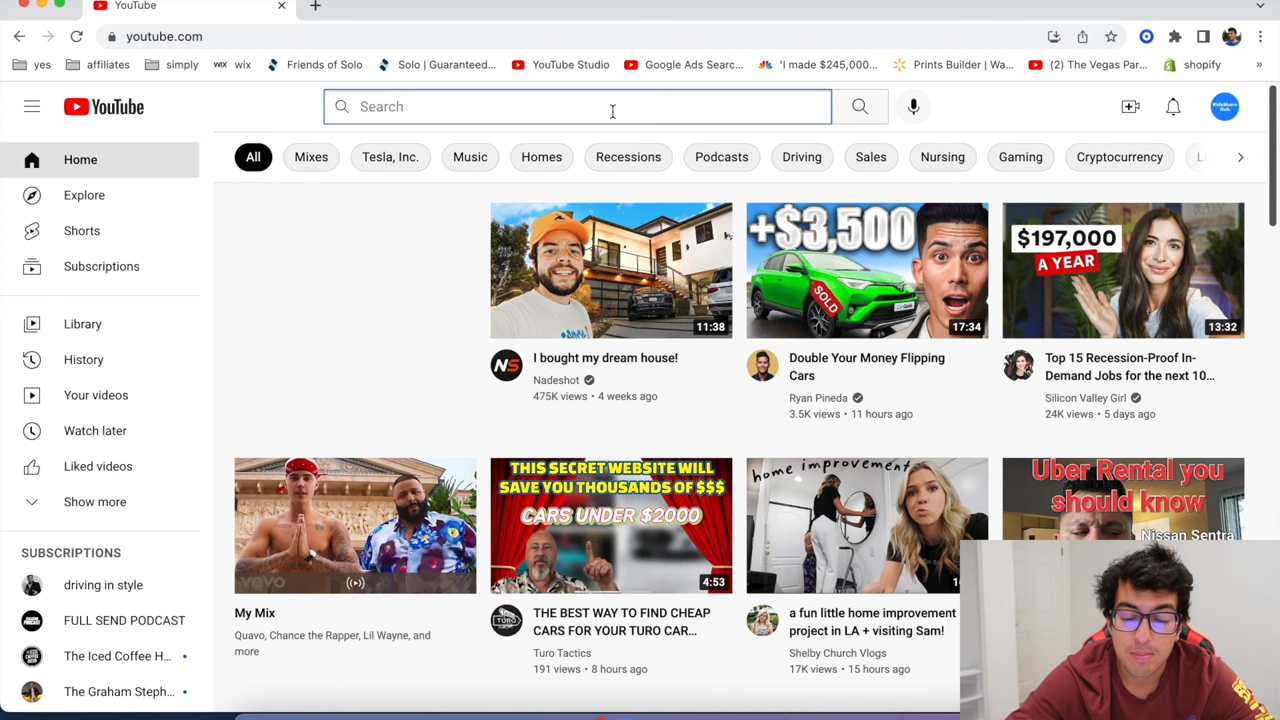 YouTube
youtube.com
yes
affiliates
simply
WIX wix
Friends of Solo
Solo | Guaranteed...
YouTube Studio
Google Ads Searc...
'I made $245,000...
Prints Builder | Wa...
(1) The Vegas Par...
shopify
»
YouTube
Search
RideShare
Hub
All
Mixes
Tesla, Inc.
Music
Homes
Recessions
Podcasts
Driving
Sales
Nursing
Gaming
Cryptocurrency
Home
Explore
Shorts
Subscriptions
Library
History
Your videos
Watch later
Liked videos
Show more
SUBSCRIPTIONS
driving in style
FULL SEND PODCAST
The Iced Coffee H...
The Graham Steph...
11:38
NS
I bought my dream house!
Nadeshot
475K views • 4 weeks ago
+$3,500
SOLD
17:34
Double Your Money Flipping
Cars
Ryan Pineda
3.5K views • 11 hours ago
$197,000
A YEAR
13:32
Top 15 Recession-Proof In-
Demand Jobs for the next 10...
Silicon Valley Girl
24K views • 5 days ago
vevo
My Mix
Quavo, Chance the Rapper, Lil Wayne, and
more
THIS SECRET WEBSITE WILL
SAVE YOU THOUSANDS OF $$$
CARS UNDER $2000
4:53
TURO
THE BEST WAY TO FIND CHEAP
CARS FOR YOUR TURO CAR...
Turo Tactics
191 views • 8 hours ago
home improvement
a fun little home improvement
project in LA + visiting Sam!
Shelby Church Vlogs
17K views • 15 hours ago
Uber Rental you
should know
Nissan Sentra